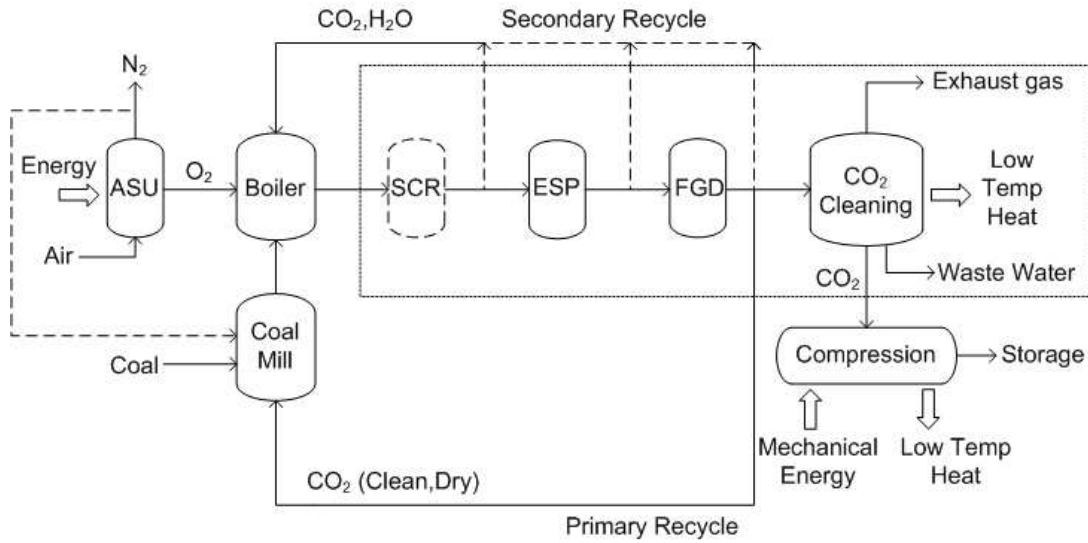 CO₂,H₂O
Secondary Recycle
N₂
Exhaust gas
Energy
ASU
O₂
Boiler
SCR
ESP
FGD
CO₂
Cleaning
Low
Temp
Heat
Air
CO₂
Waste Water
Coal
Mill
Coal
Compression
Storage
Mechanical
Energy
Low Temp
Heat
CO₂ (Clean,Dry)
Primary Recycle